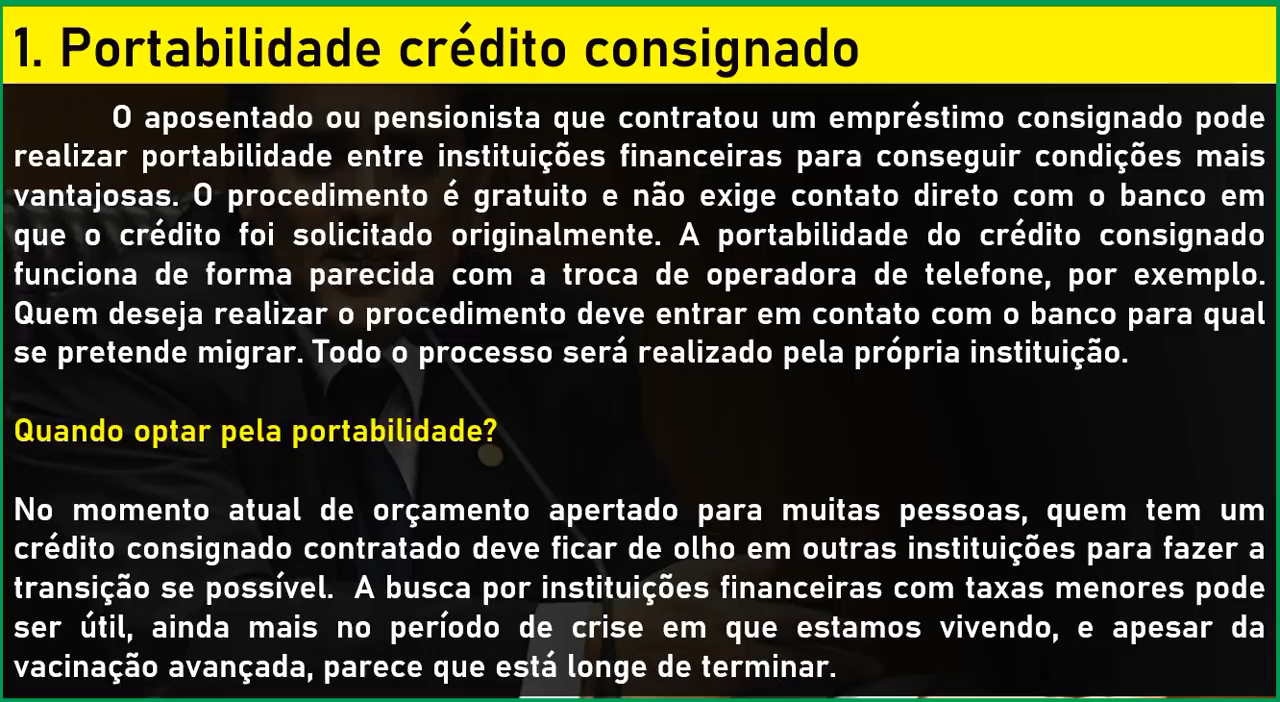 1. Portabilidade crédito consignado
O aposentado ou pensionista que contratou um empréstimo consignado pode
realizar portabilidade entre instituições financeiras para conseguir condições mais
vantajosas. O procedimento é gratuito e não exige contato direto com o banco em
que o crédito foi solicitado originalmente. A portabilidade do crédito consignado
funciona de forma parecida com a troca de operadora de telefone, por exemplo.
Quem deseja realizar o procedimento deve entrar em contato com o banco para qual
se pretende migrar. Todo o processo será realizado pela própria instituição.
Quando optar pela portabilidade?
No momento atual de orçamento apertado para muitas pessoas, quem tem um
crédito consignado contratado deve ficar de olho em outras instituições para fazer a
transição se possível.  A busca por instituições financeiras com taxas menores pode
ser útil, ainda mais no período de crise em que estamos vivendo, e apesar da
vacinação avançada, parece que está longe de terminar.